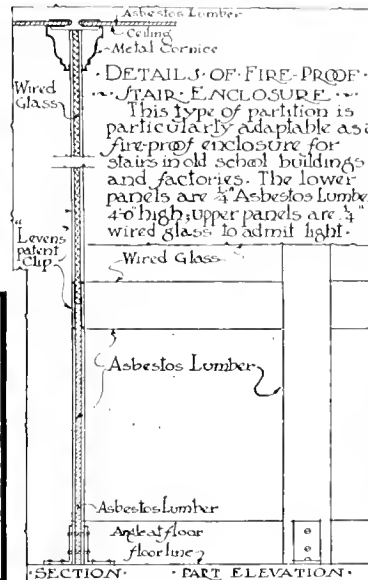 Asbestos Lumber
Ceiling
Metal Cornice
Wired
Glass
·DETAILS·OF·FIRE-PROOF·
·STAIR·ENCLOSURE·
This type of partition is
particularly adaptable as a
fire-proof enclosure for
stairs in old school buildings
and factories. The lower
panels are ¼" Asbestos Lumber
4'-0" high; upper panels are ¼"
wired glass to admit light.
"Levens
patent
Clip
Wired Glass
Asbestos Lumber
Asbestos Lumber
Angle at floor
floor line
·SECTION·
·PART ELEVATION·